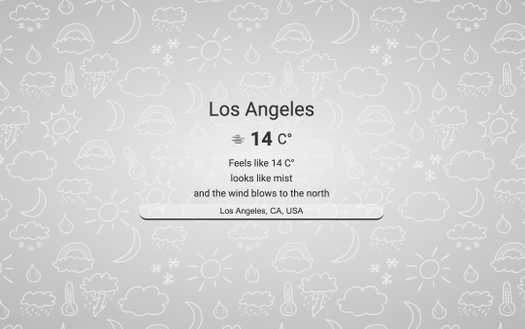 Los Angeles
14 C°
Feels like 14 C°
looks like mist
and the wind blows to the north
Los Angeles, CA, USA